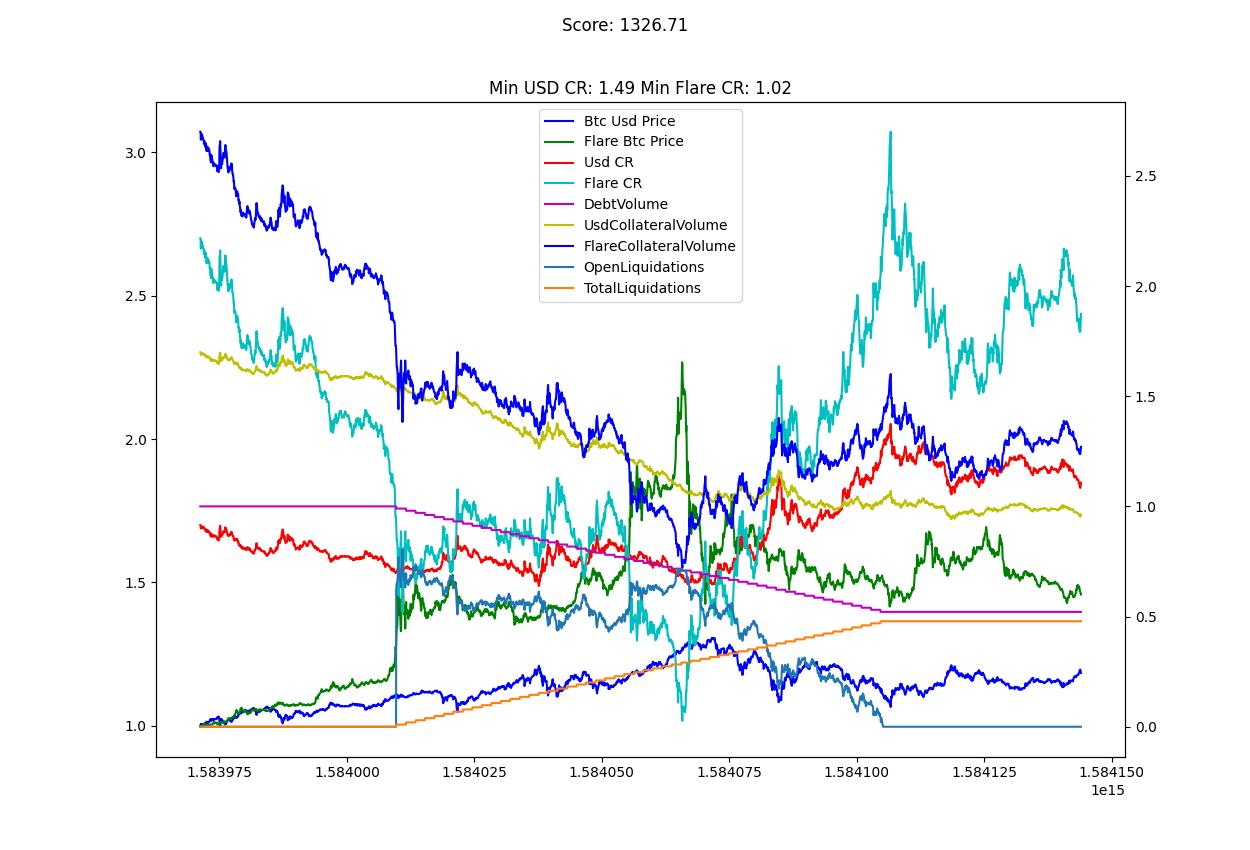 Score: 1326.71
Min USD CR: 1.49 Min Flare CR: 1.02
Btc Usd Price
Flare Btc Price
Usd CR
Flare CR
DebtVolume
UsdCollateralVolume
FlareCollateralVolume
OpenLiquidations
TotalLiquidations
3.0
2.5
2.0
1.5
1.0
2.5
2.0
1.5
1.0
0.5
0.0
1.583975 1.584000 1.584025 1.584050 1.584075 1.584100 1.584125 1.584150
1e15